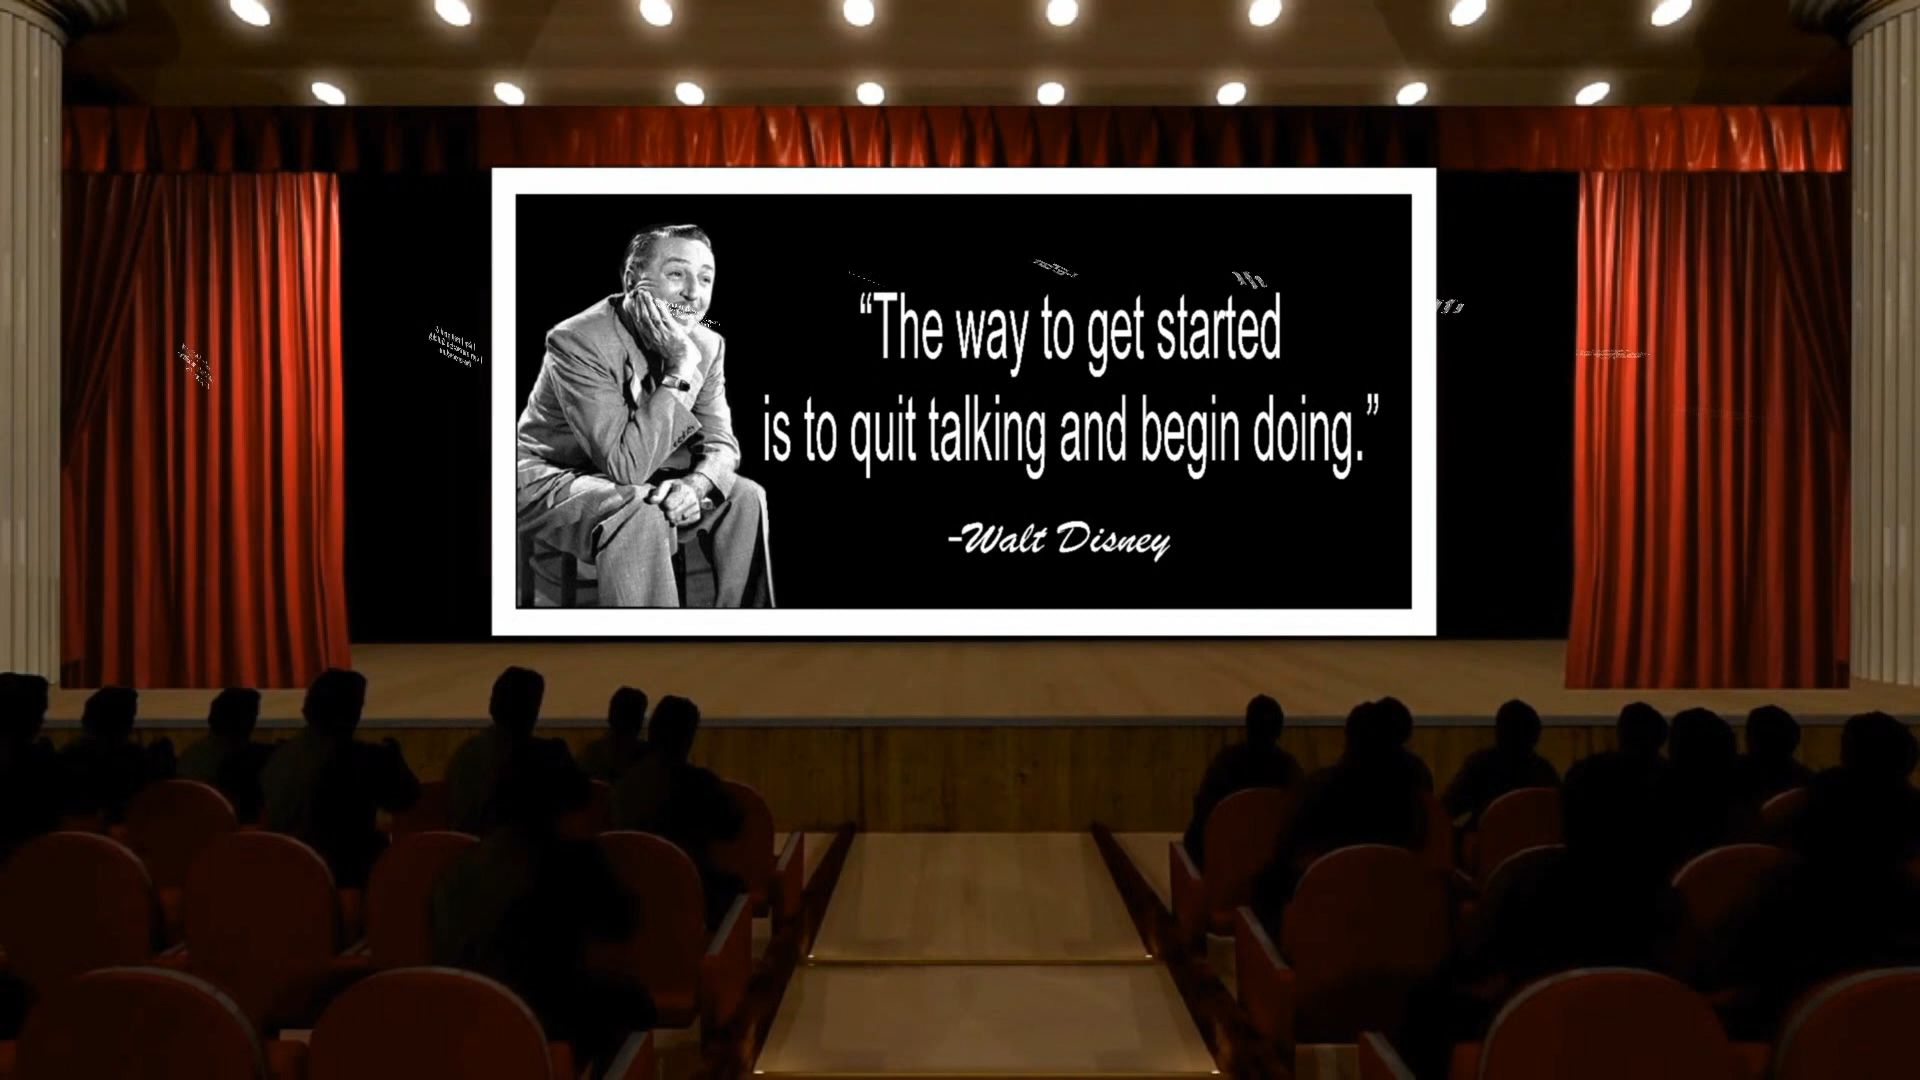 “The way to get started
is to quit talking and begin doing.”
-Walt Disney